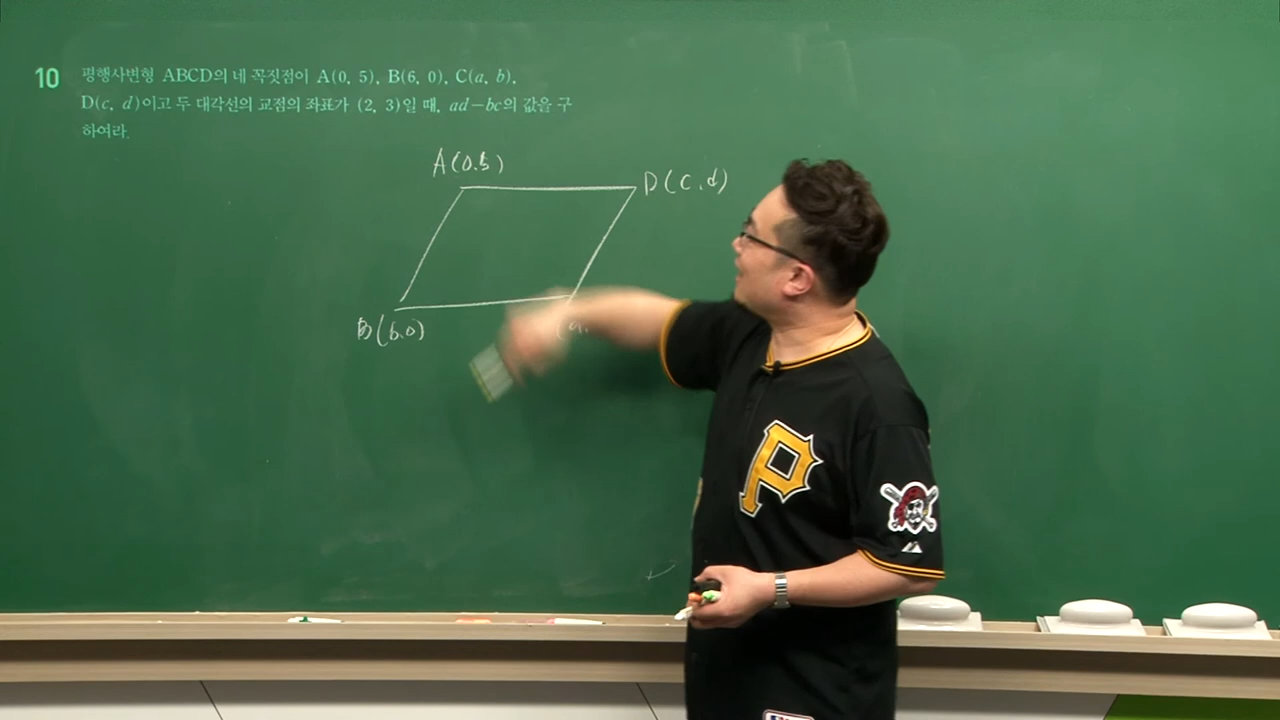 10 평행사변형 ABCD의 네 꼭짓점이 A(0, 5), B(6, 0), C(a, b),
D(c, d)이고 두 대각선의 교점의 좌표가 (2, 3)일 때, ad−bc의 값을 구
하여라.
A(0.5)
D(C.d)
B(6.0)
(a.
P